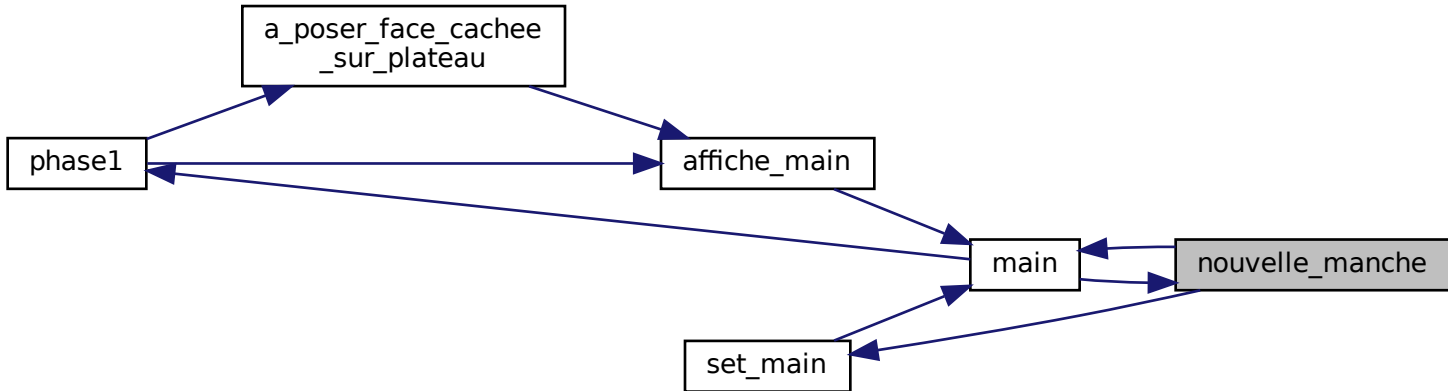 a_poser_face_cachee
_sur_plateau
phase1
affiche_main
main
nouvelle_manche
set_main